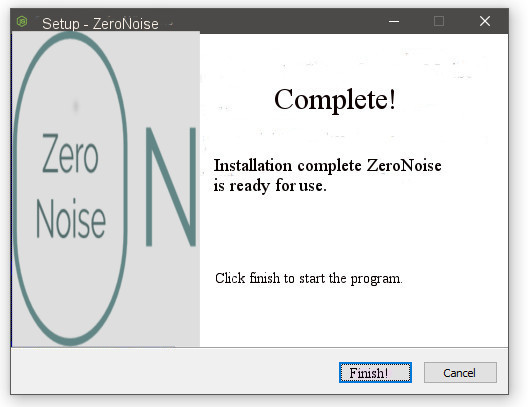 Setup - ZeroNoise
Zero
Noise
N
Complete!
Installation complete ZeroNoise
is ready for use.
Click finish to start the program.
Finish!
Cancel